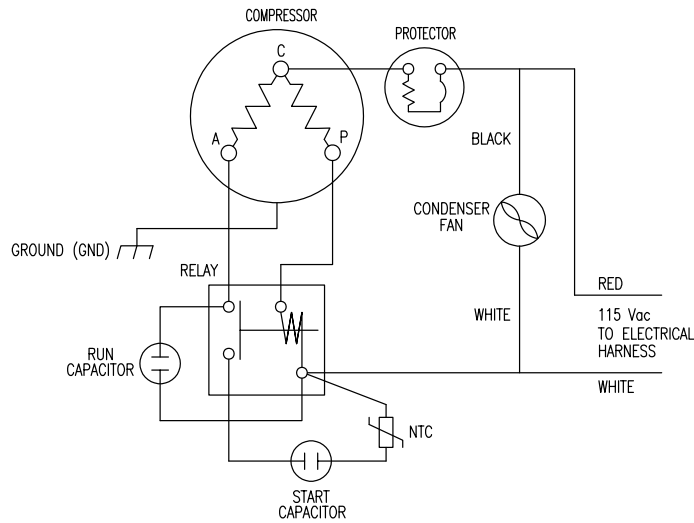 COMPRESSOR
PROTECTOR
C
A
P
BLACK
CONDENSER
FAN
GROUND (GND)
RELAY
RED
WHITE
115 Vac
TO ELECTRICAL
HARNESS
RUN
CAPACITOR
WHITE
NTC
START
CAPACITOR